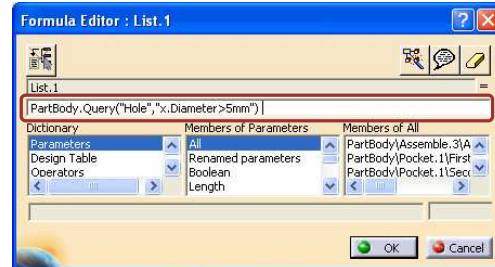 Formula Editor : List.1
List.1
=
PartBody.Query("Hole","x.Diameter>5mm")
Dictionary Members of Parameters Members of All
Parameters All PartBody\Assemble.3\A
Design Table Renamed parameters PartBody\Pocket.1\First
Operators Boolean PartBody\Pocket.1\Seco
Length
OK Cancel